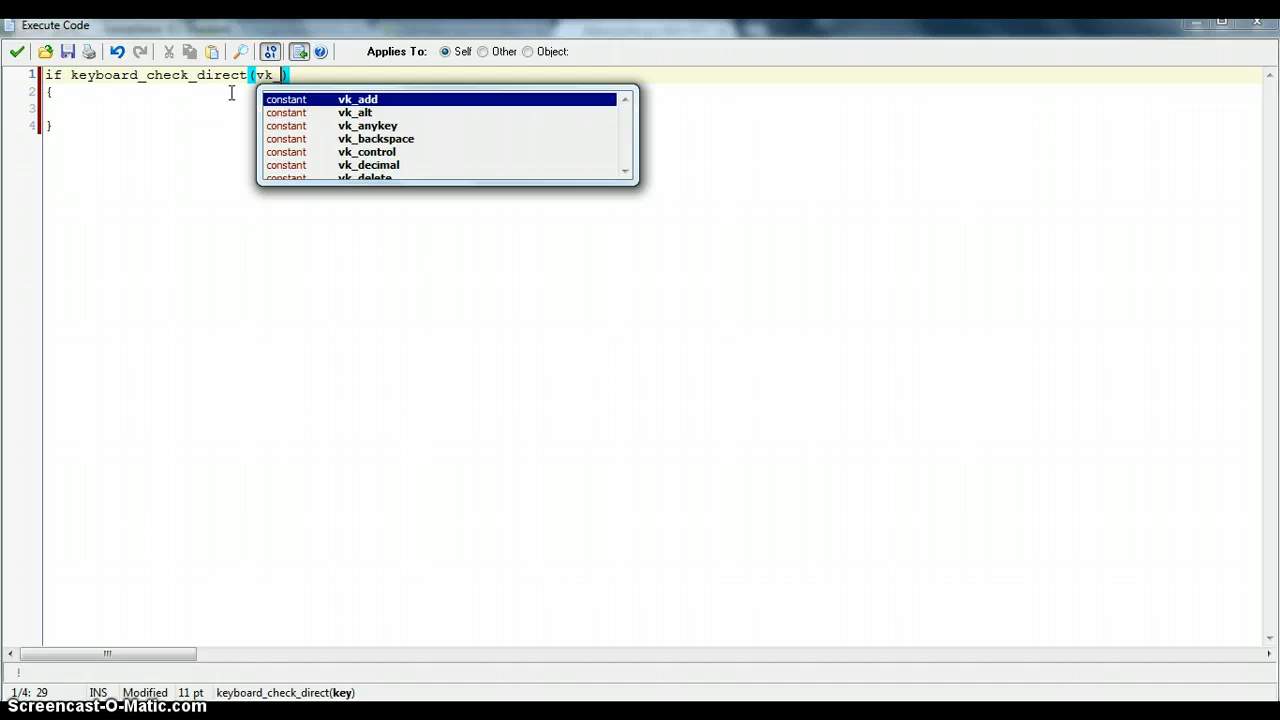 Execute Code
Applies To: Self Other Object:
1 if keyboard_check_direct(vk_)
2 {
3
4 }
constant vk_add
constant vk_alt
constant vk_anykey
constant vk_backspace
constant vk_control
constant vk_decimal
constant vk_delete
!
1/4: 29 INS Modified 11 pt keyboard_check_direct(key)
Screencast-O-Matic.com